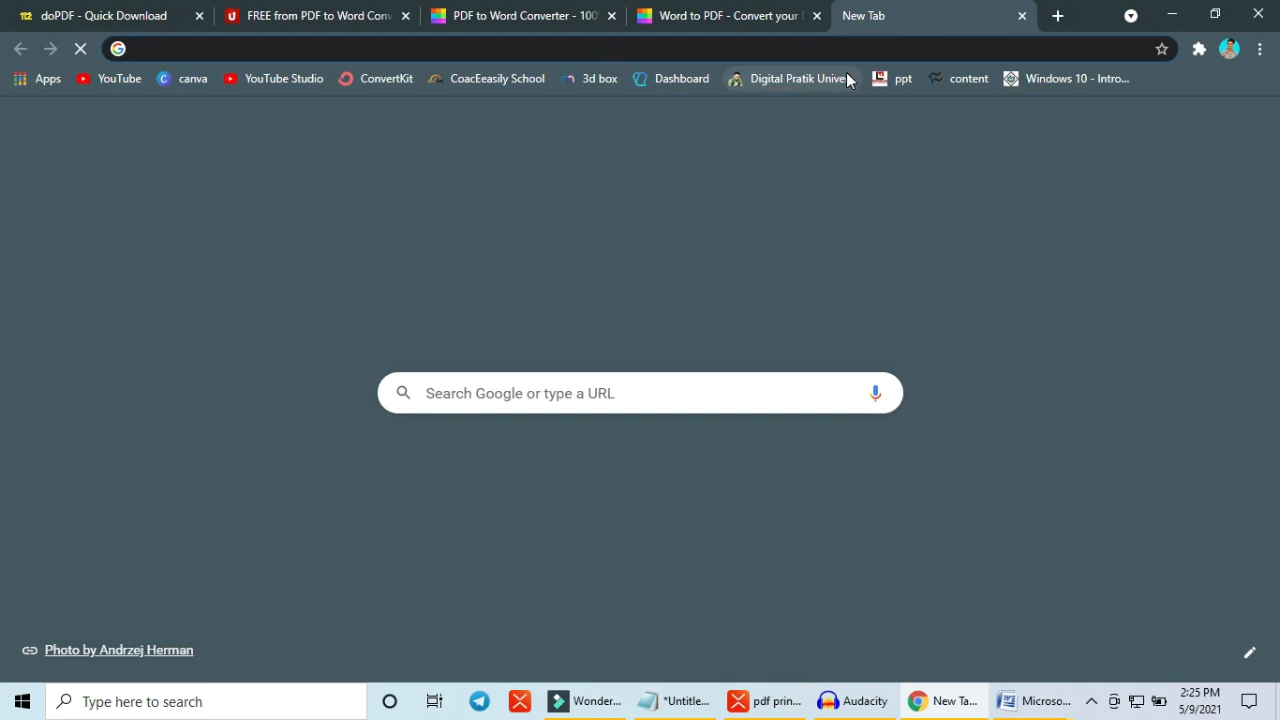 doPDF - Quick Download
FREE from PDF to Word Conv
PDF to Word Converter - 100
Word to PDF - Convert your
New Tab
Apps
YouTube
canva
YouTube Studio
ConvertKit
CoacEeasily School
3d box
Dashboard
Digital Pratik Unive
ppt
content
Windows 10 - Intro...
Search Google or type a URL
Photo by Andrzej Herman
Type here to search
Wonder...
*Untitle...
pdf prin...
Audacity
New Ta...
Microso...
2:25 PM
5/9/2021